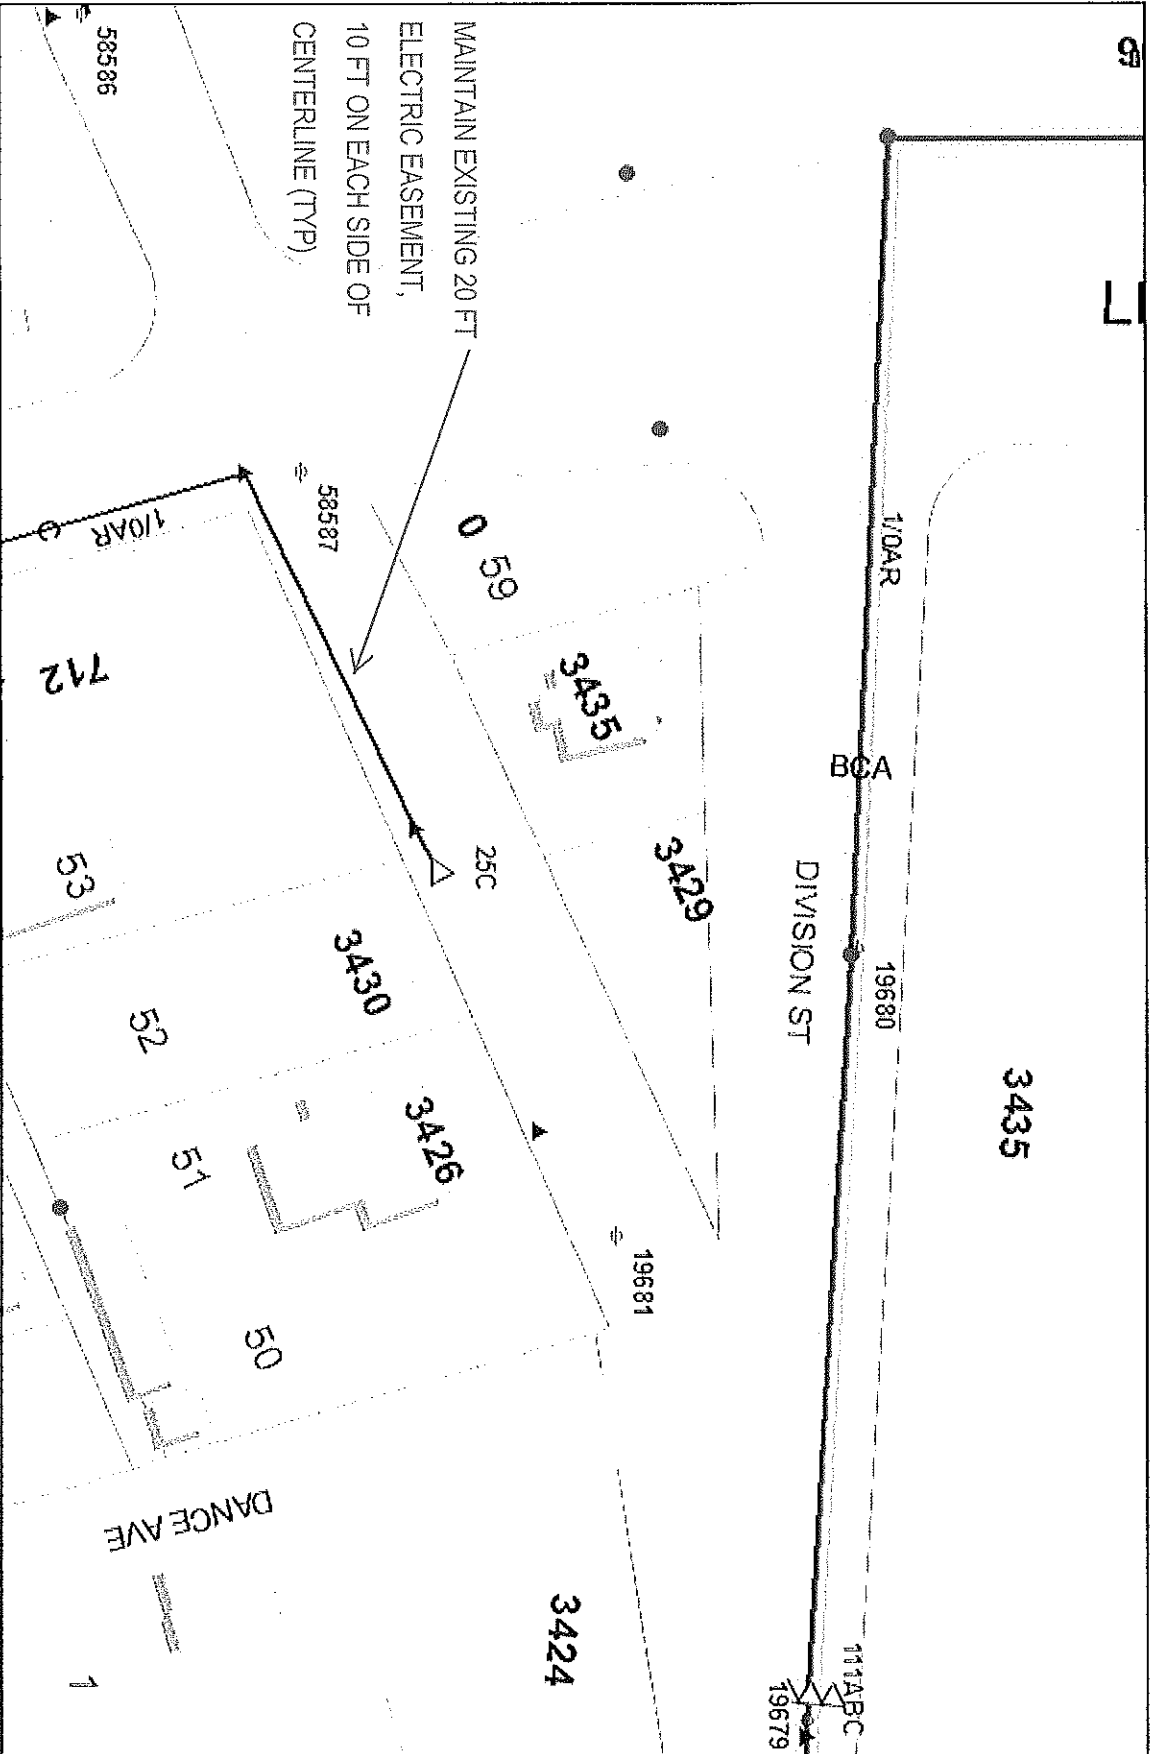 MAINTAIN EXISTING 20 FT
ELECTRIC EASEMENT,
10 FT ON EACH SIDE OF
CENTERLINE (TYP)
58586
58587
1/0AR
712
0
59
3435
3429
25C
53
3430
52
3426
51
50
19681
DANCE AVE
1
3424
1/0AR
BCA
DIVISION ST
19680
3435
111ABC
19679